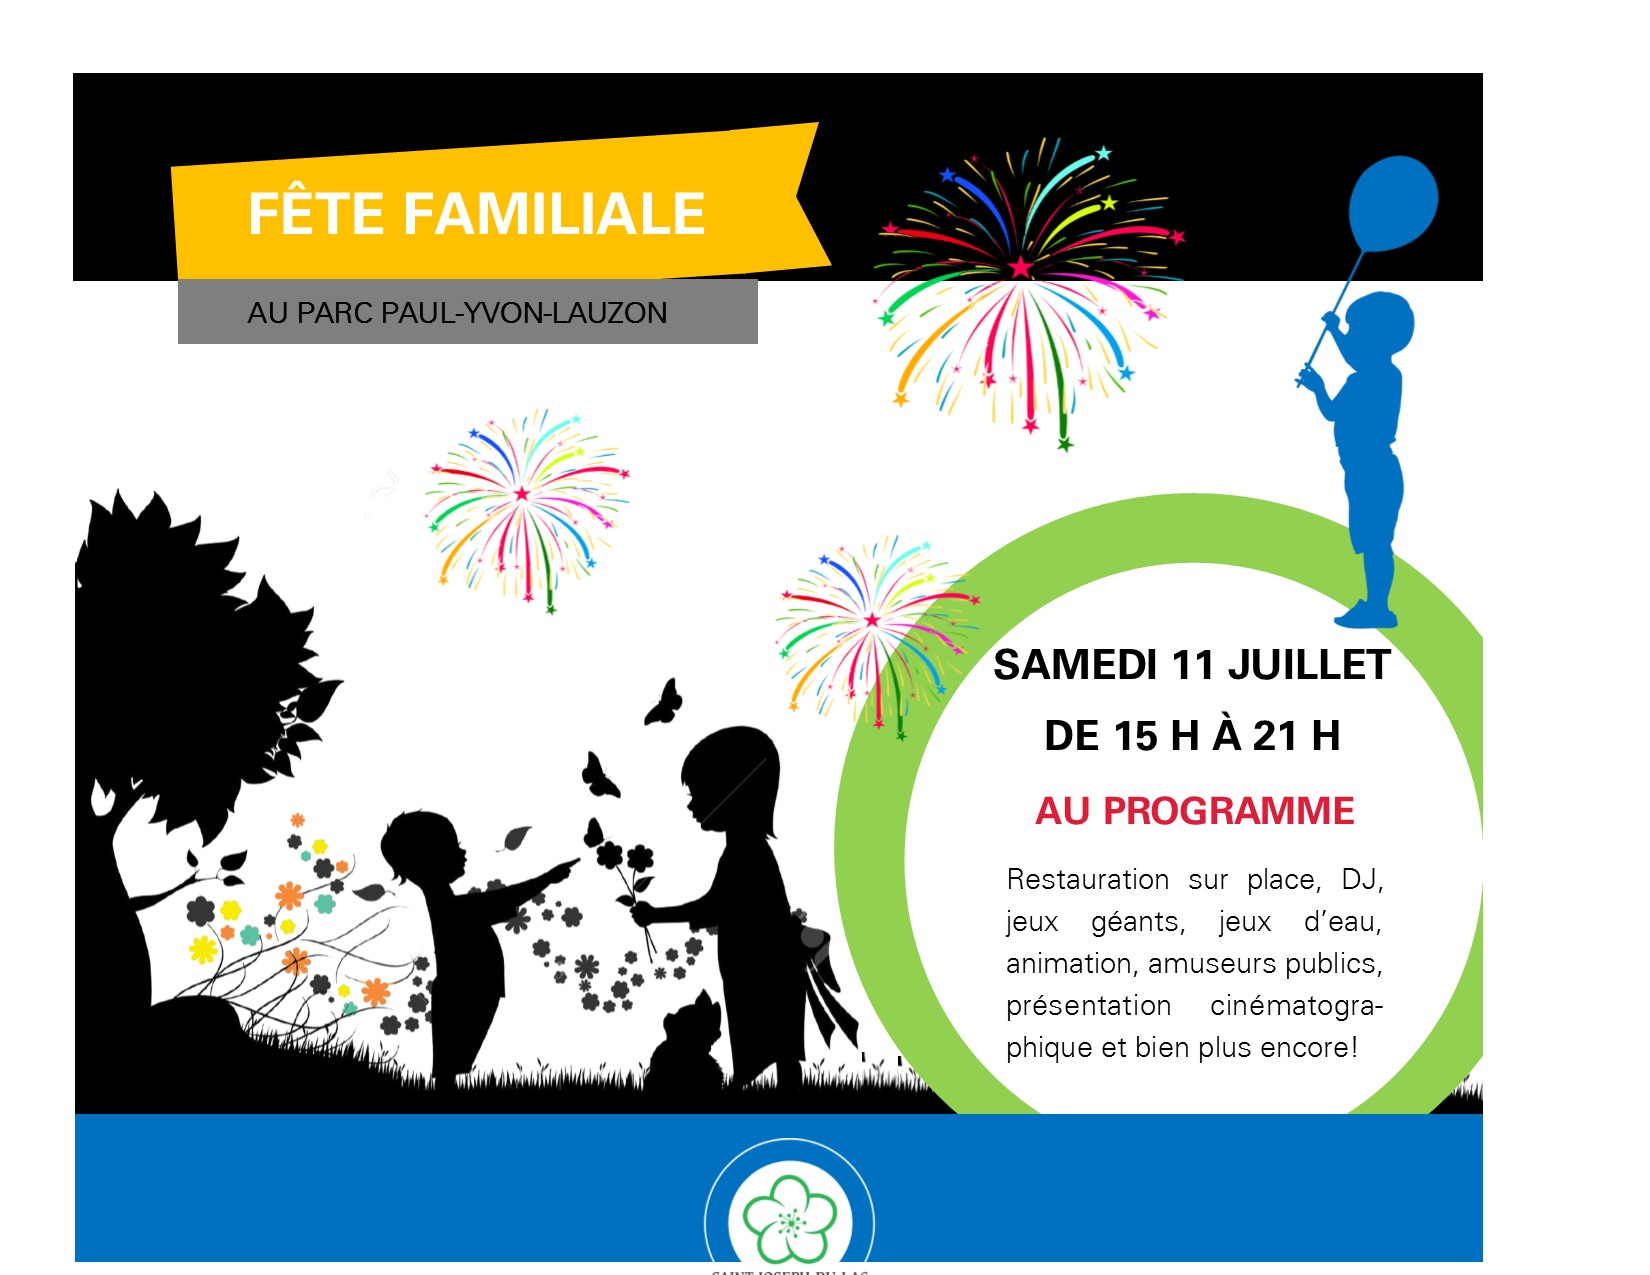 FÊTE FAMILIALE
AU PARC PAUL-YVON-LAUZON
SAMEDI 11 JUILLET
DE 15 H À 21 H
AU PROGRAMME
Restauration sur place, DJ,
jeux géants, jeux d’eau,
animation, amuseurs publics,
présentation cinématogra-
phique et bien plus encore!